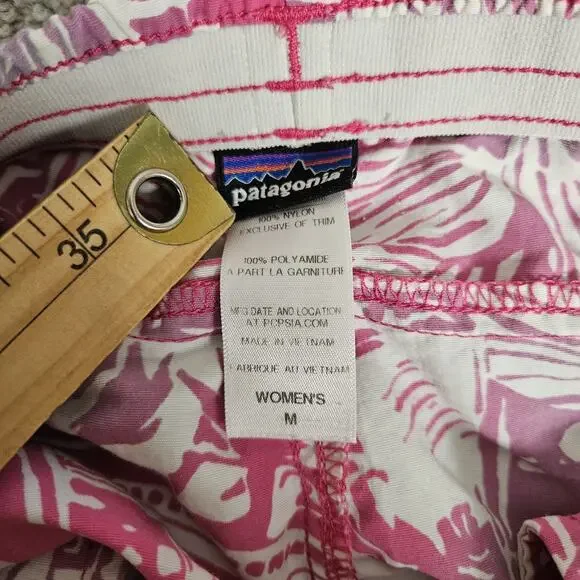 patagonia
100% NYLON
EXCLUSIVE OF TRIM
100% POLYAMIDE
A PART LA GARNITURE
MFG DATE AND LOCATION
AT PCPSIA.COM
MADE IN VIETNAM
FABRIQUE AU VIETNAM
WOMEN'S
M
35